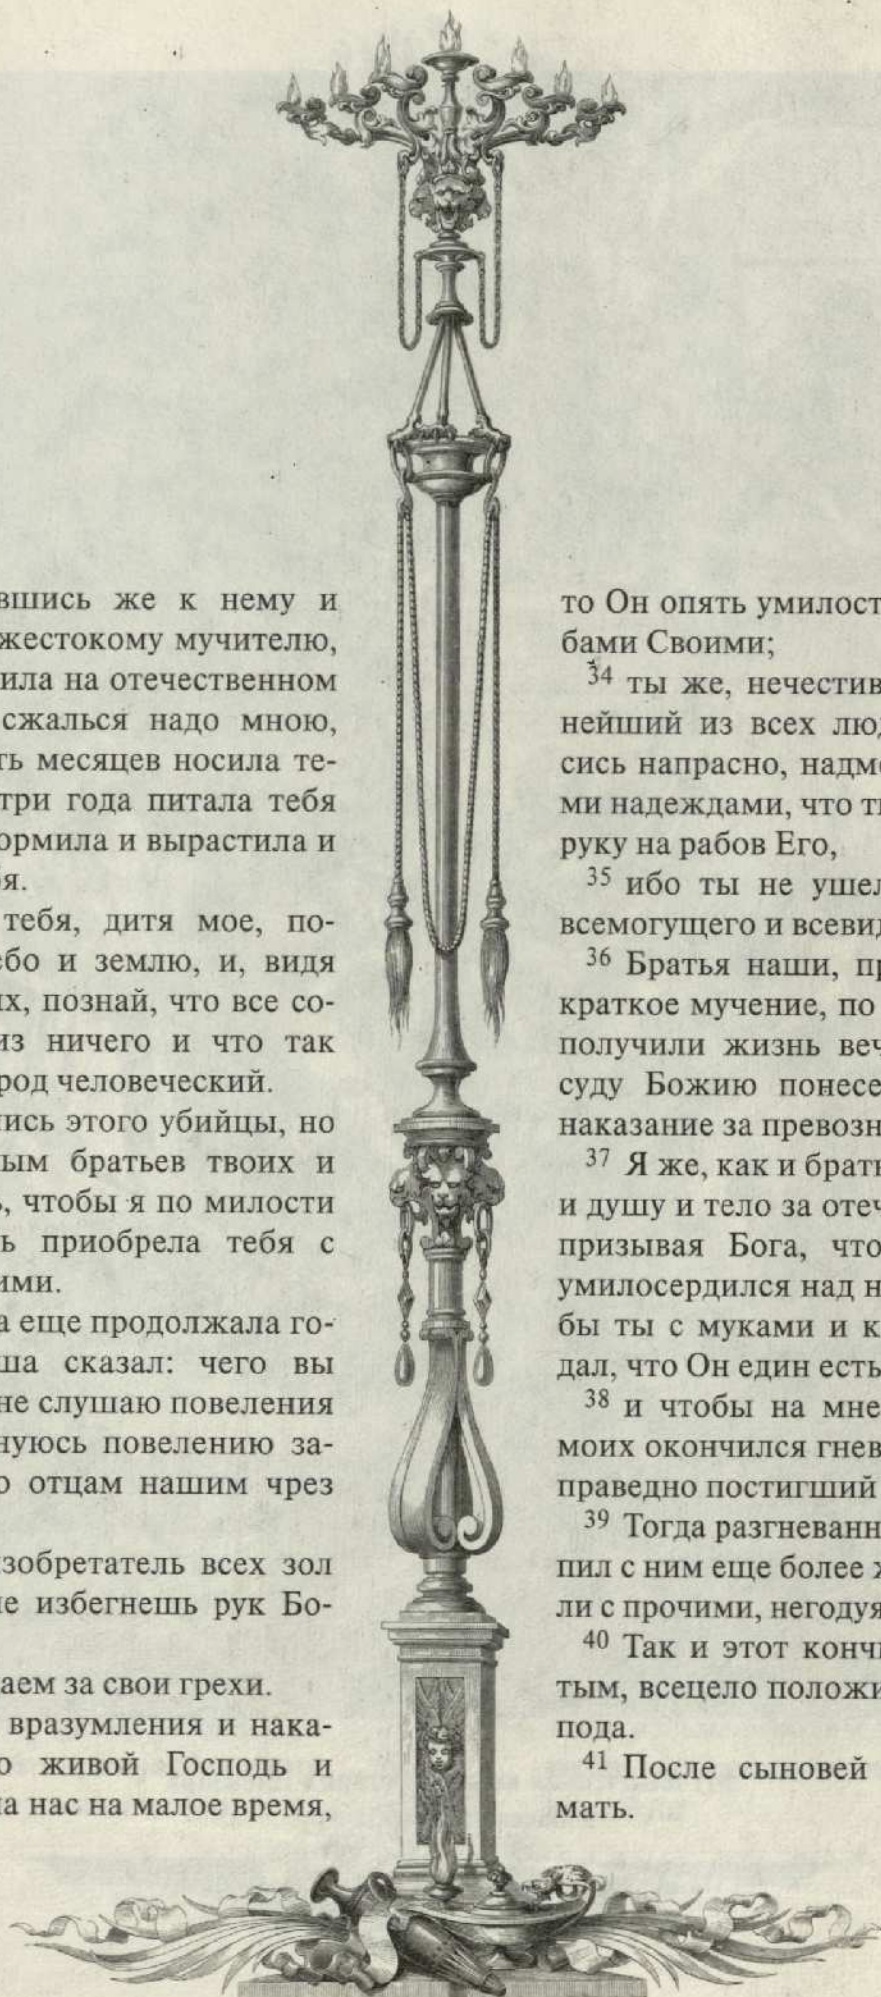 вшись же к нему и
жестокому мучителю,
ила на отечественном
сжалься надо мною,
ть месяцев носила те-
три года питала тебя
ормила и вырастила и
я.
тебя, дитя мое, по-
ебо и землю, и, видя
их, познай, что все со-
из ничего и что так
род человеческий.
ись этого убийцы, но
ым братьев твоих и
ь, чтобы я по милости
ь приобрела тебя с
ими.
а еще продолжала го-
ша сказал: чего вы
не слушаю повеления
нуюсь повелению за-
о отцам нашим чрез
зобретатель всех зол
е избегнешь рук Бо-
аем за свои грехи.
вразумления и нака-
о живой Господь и
на нас на малое время,
то Он опять умилост
бами Своими;
34 ты же, нечестив
нейший из всех люд
сись напрасно, надме
ми надеждами, что ты
руку на рабов Его,
35 ибо ты не ушел
всемогущего и всевид
36 Братья наши, пр
краткое мучение, по
получили жизнь веч
суду Божию понесе
наказание за превозн
37 Я же, как и брать
и душу и тело за отеч
призывая Бога, что
умилосердился над н
бы ты с муками и к
дал, что Он един есть
38 и чтобы на мне
моих окончился гнев
праведно постигший
39 Тогда разгневанн
пил с ним еще более ж
ли с прочими, негодуя
40 Так и этот кончи
тым, всецело положи
пода.
41 После сыновей
мать.